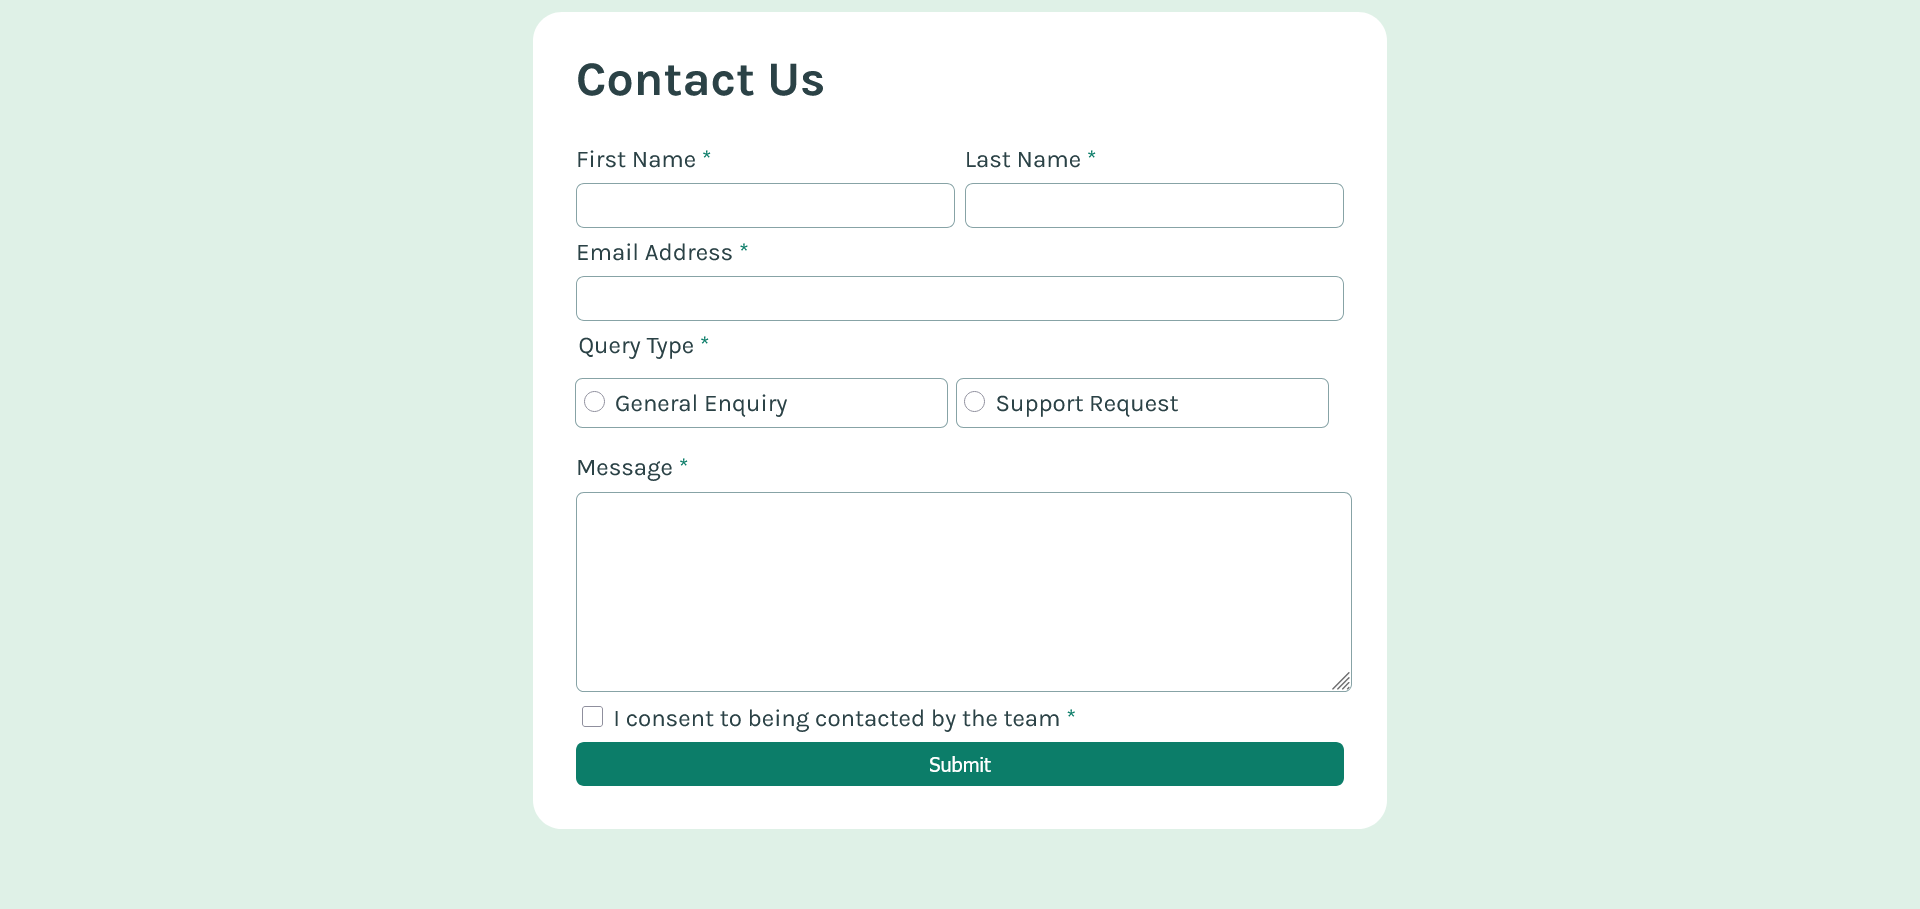 Contact Us
First Name * Last Name *
Email Address *
Query Type *
General Enquiry Support Request
Message *
I consent to being contacted by the team *
Submit